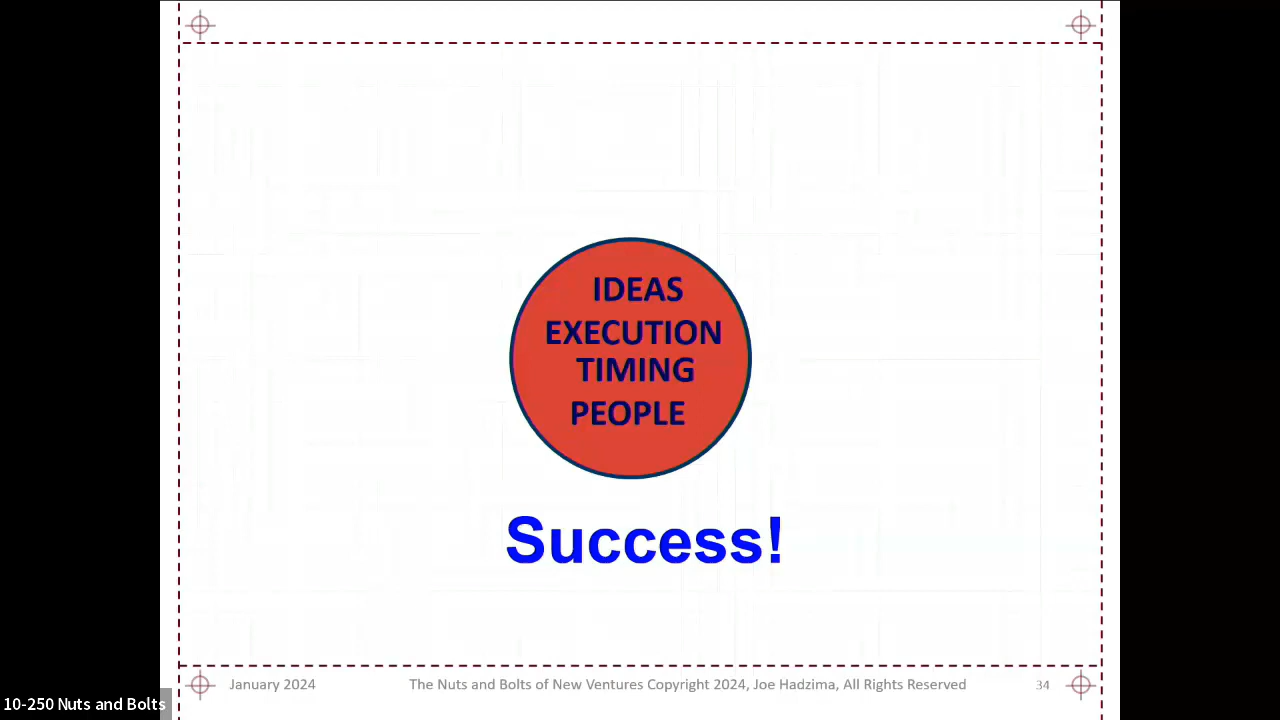 IDEAS
EXECUTION
TIMING
PEOPLE
Success!
January 2024
The Nuts and Bolts of New Ventures Copyright 2024, Joe Hadzima, All Rights Reserved
34
10-250 Nuts and Bolts